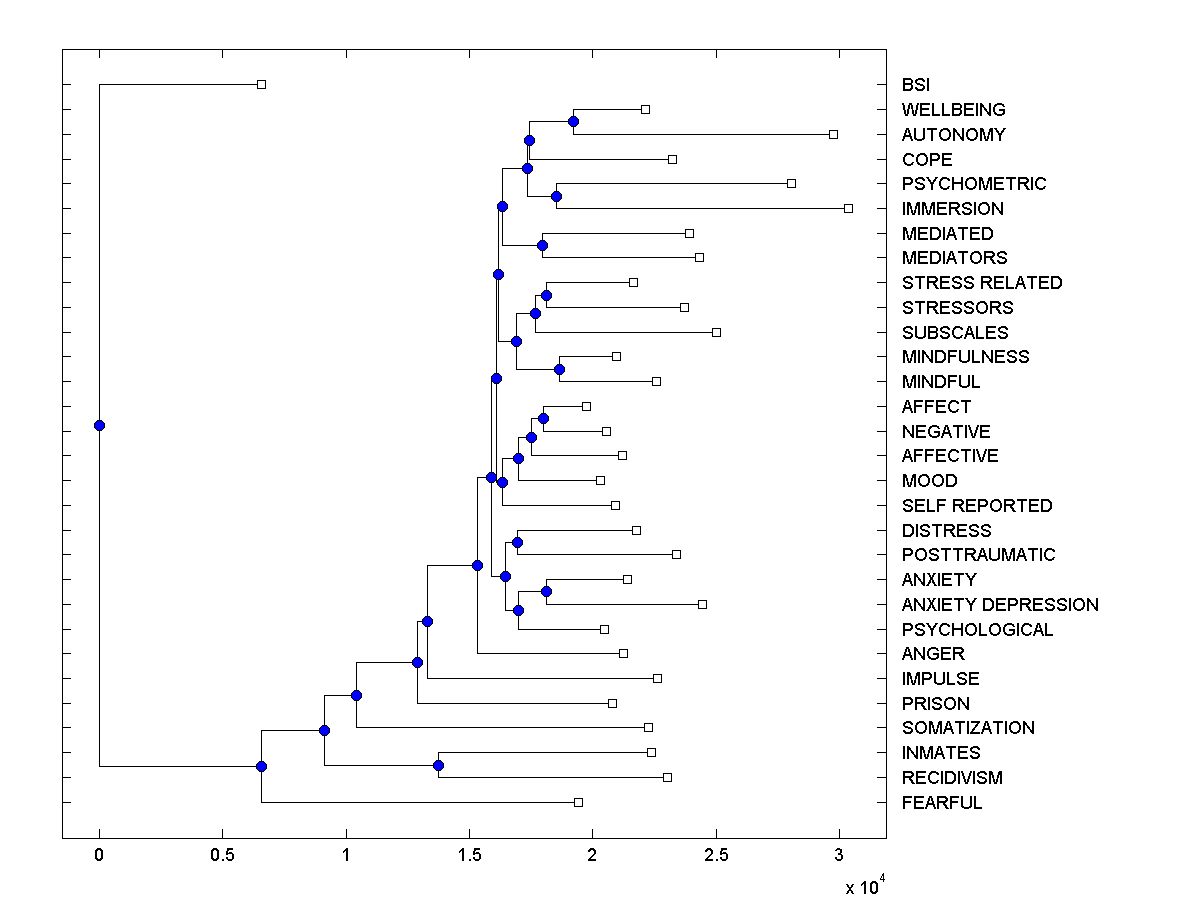 BSI
WELLBEING
AUTONOMY
COPE
PSYCHOMETRIC
IMMERSION
MEDIATED
MEDIATORS
STRESS RELATED
STRESSORS
SUBSCALES
MINDFULNESS
MINDFUL
AFFECT
NEGATIVE
AFFECTIVE
MOOD
SELF REPORTED
DISTRESS
POSTTRAUMATIC
ANXIETY
ANXIETY DEPRESSION
PSYCHOLOGICAL
ANGER
IMPULSE
PRISON
SOMATIZATION
INMATES
RECIDIVISM
FEARFUL
0 0.5 1 1.5 2 2.5 3
x 10^4